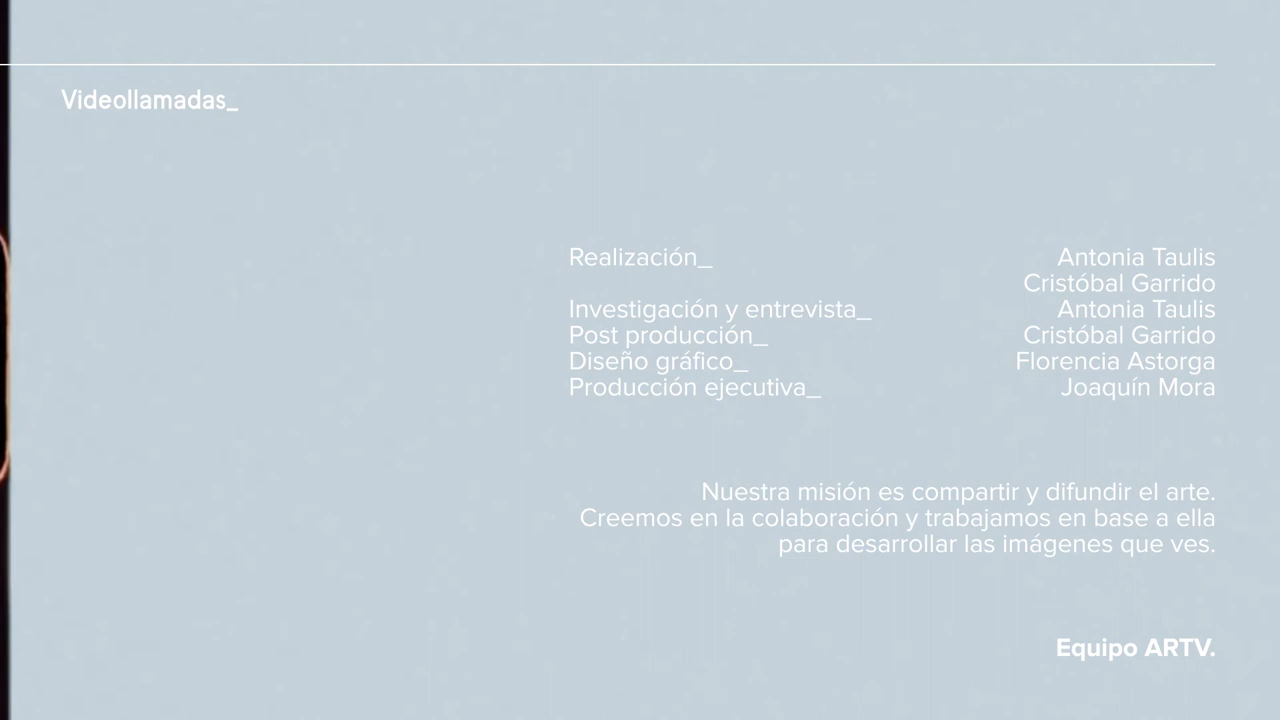 Videollamadas_
Realización_ Antonia Taulis
Cristóbal Garrido
Investigación y entrevista_ Antonia Taulis
Post producción_ Cristóbal Garrido
Diseño gráfico_ Florencia Astorga
Producción ejecutiva_ Joaquín Mora
Nuestra misión es compartir y difundir el arte.
Creemos en la colaboración y trabajamos en base a ella
para desarrollar las imágenes que ves.
Equipo ARTV.